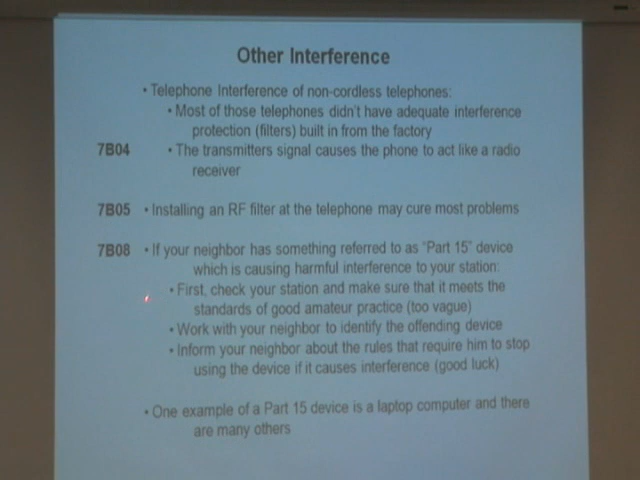 Other Interference
• Telephone Interference of non-cordless telephones:
• Most of those telephones didn't have adequate interference
protection (filters) built in from the factory
7B04 • The transmitters signal causes the phone to act like a radio
receiver
7B05 • Installing an RF filter at the telephone may cure most problems
7B08 • If your neighbor has something referred to as "Part 15" device
which is causing harmful interference to your station:
• First, check your station and make sure that it meets the
standards of good amateur practice (too vague)
• Work with your neighbor to identify the offending device
• Inform your neighbor about the rules that require him to stop
using the device if it causes interference (good luck)
• One example of a Part 15 device is a laptop computer and there
are many others